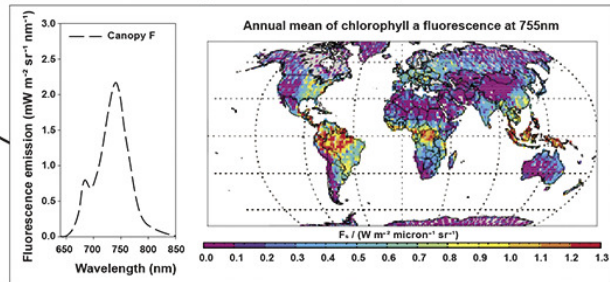 Annual mean of chlorophyll a fluorescence at 755nm
Fluorescence emission (mW m⁻² sr⁻¹ nm⁻¹)
3.0
2.5
2.0
1.5
1.0
0.5
0.0
Canopy F
650 700 750 800 850
Wavelength (nm)
Fₛ / (W m⁻² micron⁻¹ sr⁻¹)
0.0 0.1 0.2 0.3 0.4 0.5 0.6 0.7 0.8 0.9 1.0 1.1 1.2 1.3